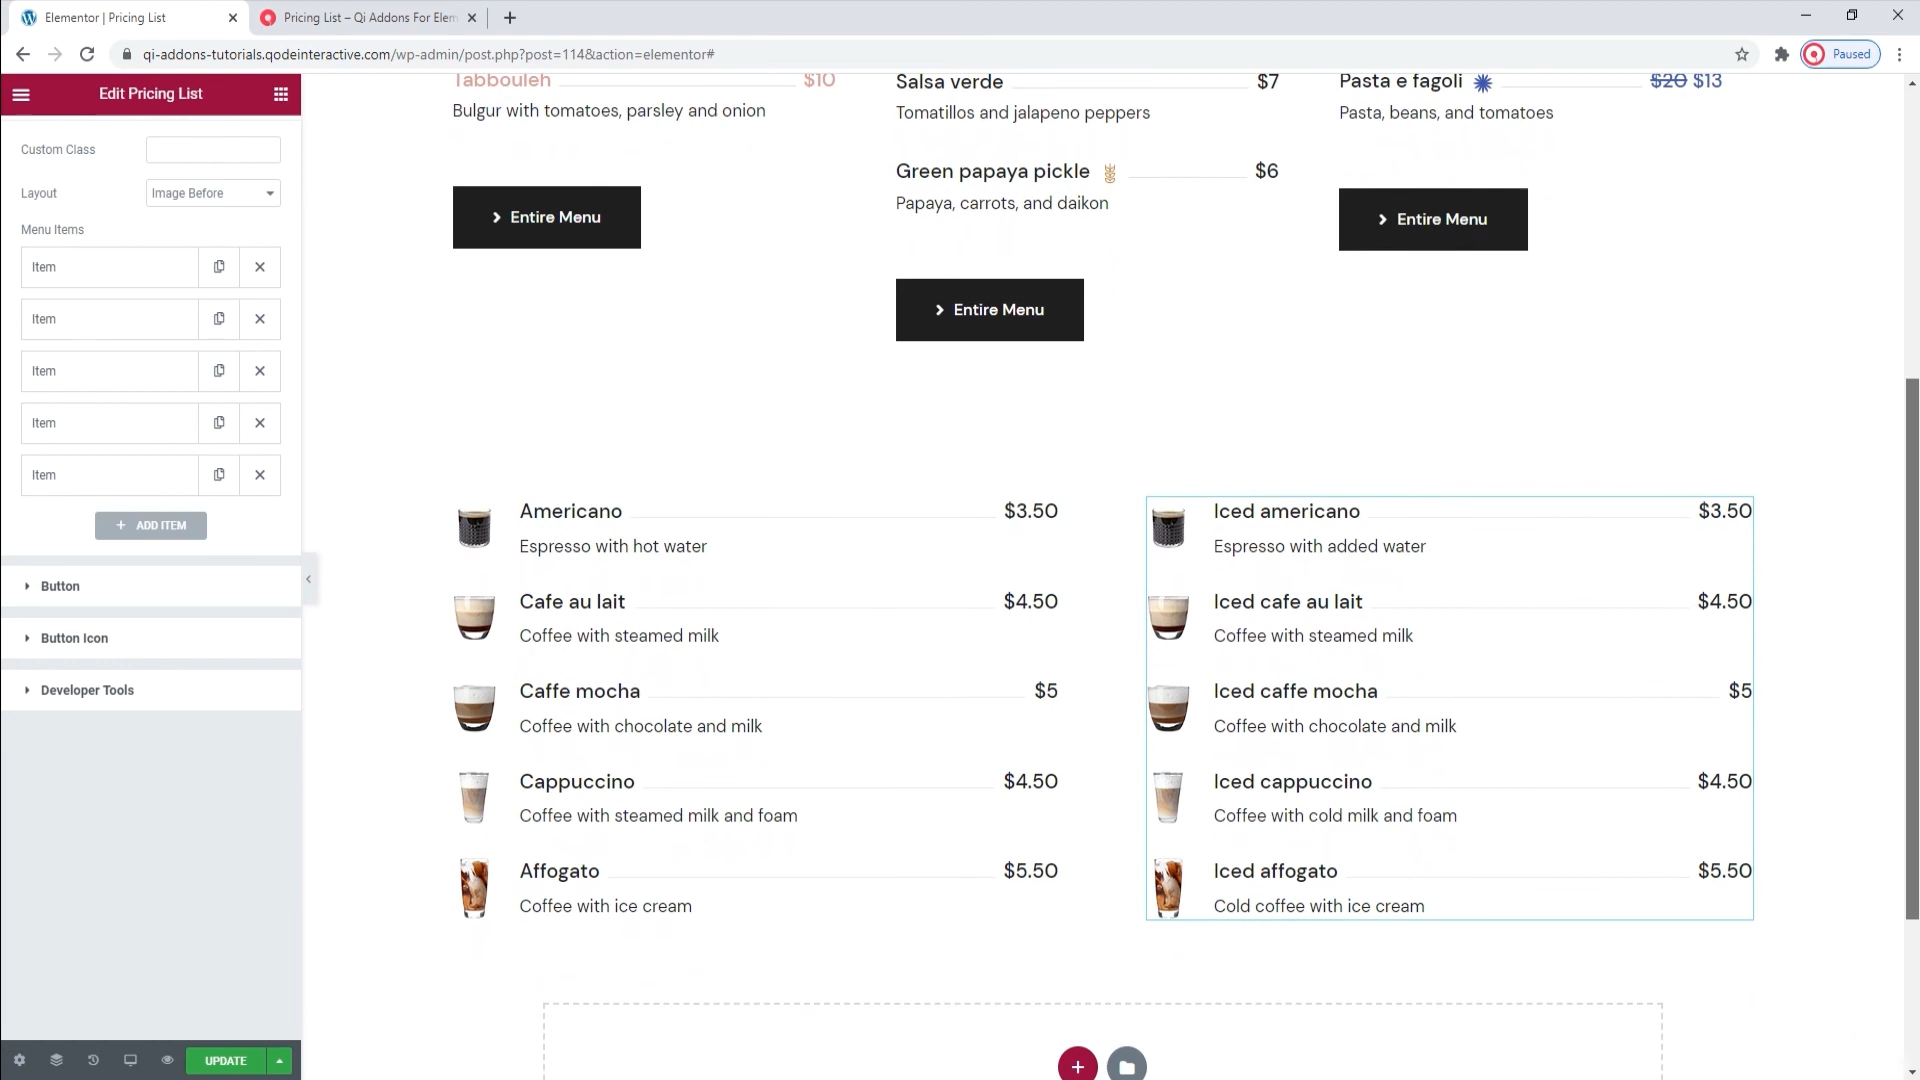 Elementor | Pricing List
Pricing List – Qi Addons For Elem
qi-addons-tutorials.qodeinteractive.com/wp-admin/post.php?post=114&action=elementor#
Paused
Edit Pricing List
Custom Class
Layout
Image Before
Menu Items
Item
Item
Item
Item
Item
ADD ITEM
Button
Button Icon
Developer Tools
UPDATE
Tabbouleh $10
Bulgur with tomatoes, parsley and onion
Entire Menu
Salsa verde $7
Tomatillos and jalapeno peppers
Green papaya pickle $6
Papaya, carrots, and daikon
Entire Menu
Pasta e fagoli $20 $13
Pasta, beans, and tomatoes
Entire Menu
Americano $3.50
Espresso with hot water
Cafe au lait $4.50
Coffee with steamed milk
Caffe mocha $5
Coffee with chocolate and milk
Cappuccino $4.50
Coffee with steamed milk and foam
Affogato $5.50
Coffee with ice cream
Iced americano $3.50
Espresso with added water
Iced cafe au lait $4.50
Coffee with steamed milk
Iced caffe mocha $5
Coffee with chocolate and milk
Iced cappuccino $4.50
Coffee with cold milk and foam
Iced affogato $5.50
Cold coffee with ice cream